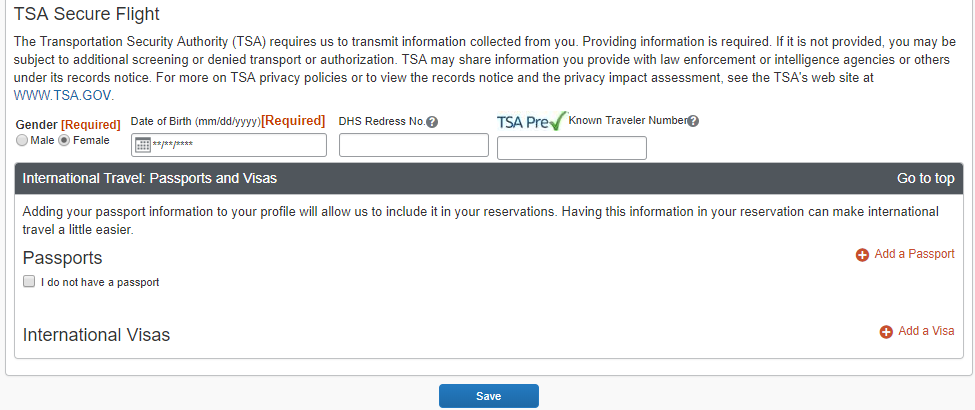 TSA Secure Flight
The Transportation Security Authority (TSA) requires us to transmit information collected from you. Providing information is required. If it is not provided, you may be
subject to additional screening or denied transport or authorization. TSA may share information you provide with law enforcement or intelligence agencies or others
under its records notice. For more on TSA privacy policies or to view the records notice and the privacy impact assessment, see the TSA's web site at
WWW.TSA.GOV.
Gender [Required] Date of Birth (mm/dd/yyyy)[Required] DHS Redress No.? TSA Pre✓ Known Traveler Number?
Male Female **/**/****
International Travel: Passports and Visas Go to top
Adding your passport information to your profile will allow us to include it in your reservations. Having this information in your reservation can make international
travel a little easier.
Passports + Add a Passport
I do not have a passport
International Visas + Add a Visa
Save